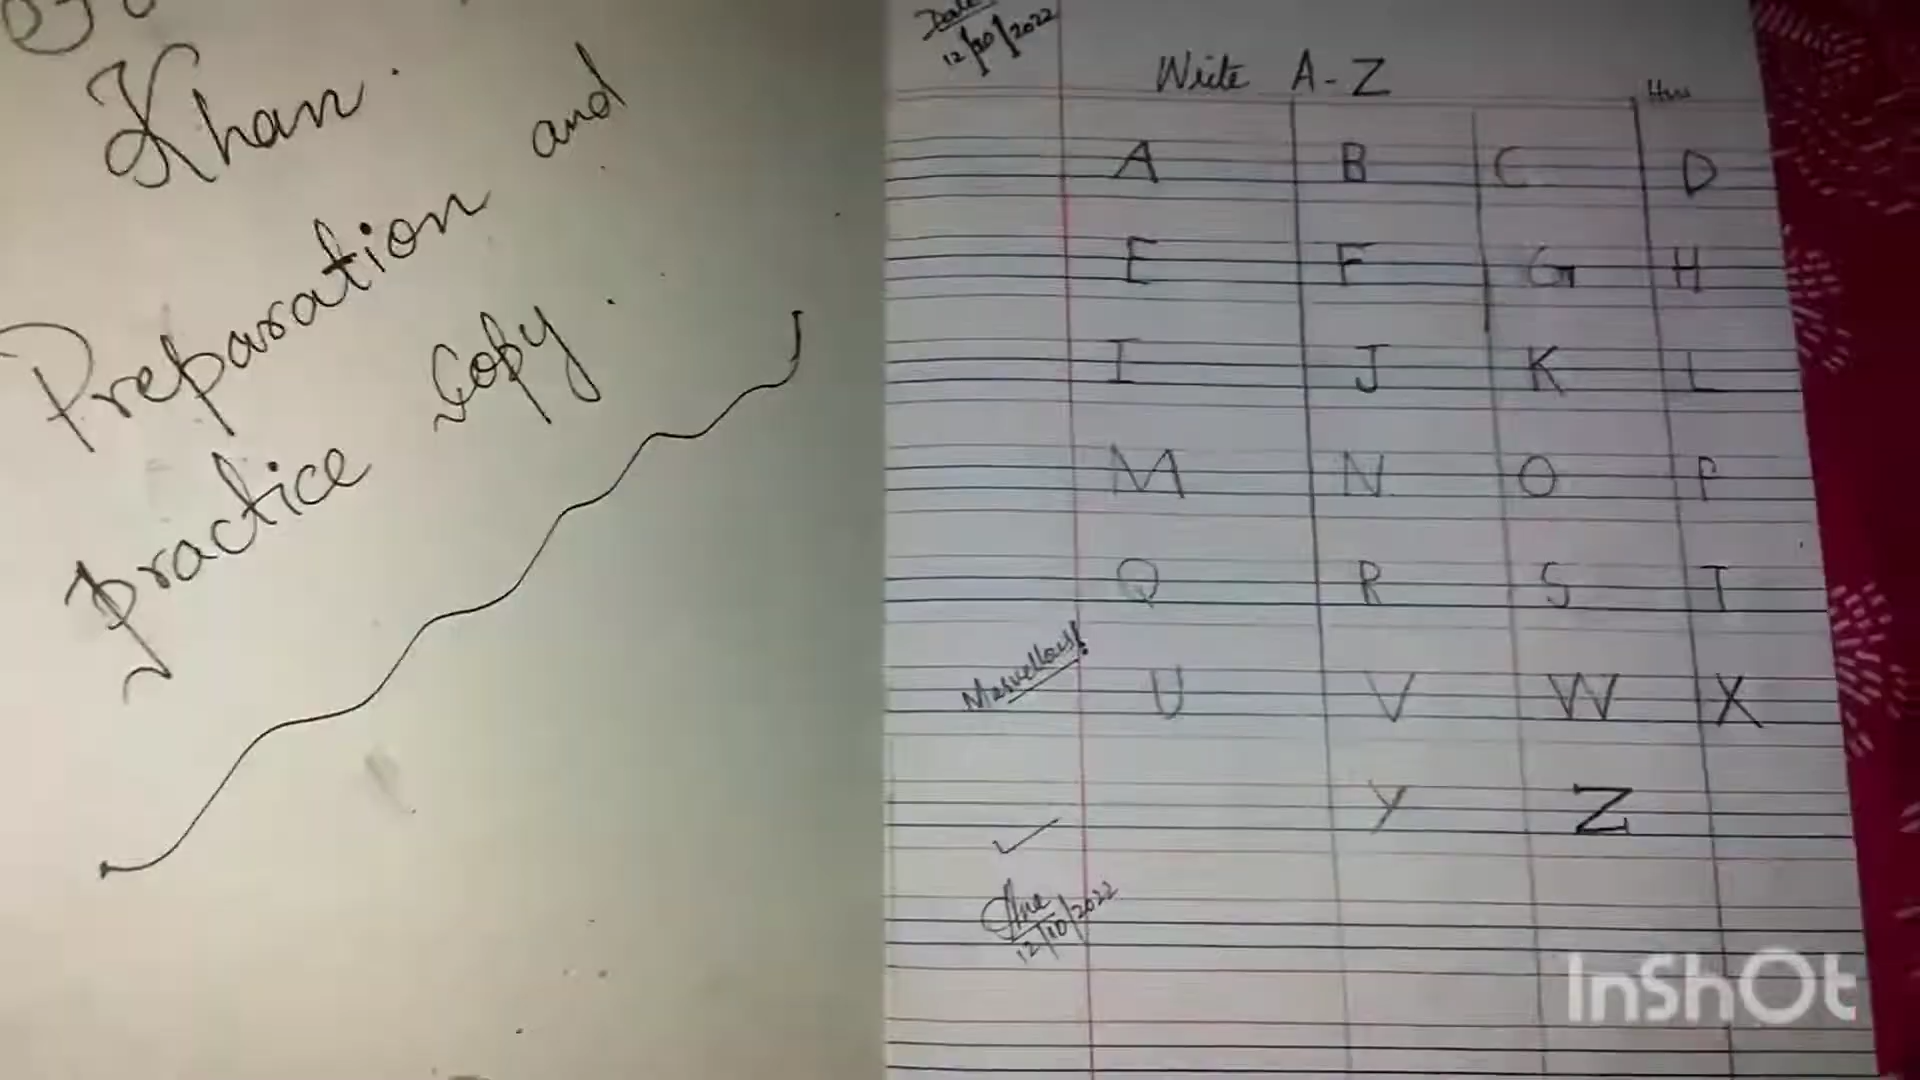 Khan.
Preparation and
practice Copy.
Date
12/10/2022
Write A-Z
A B C D
E F G H
I J K L
M N O P
Q R S T
Marvellous!
U V W X
Y Z
12/10/2022
InShOt